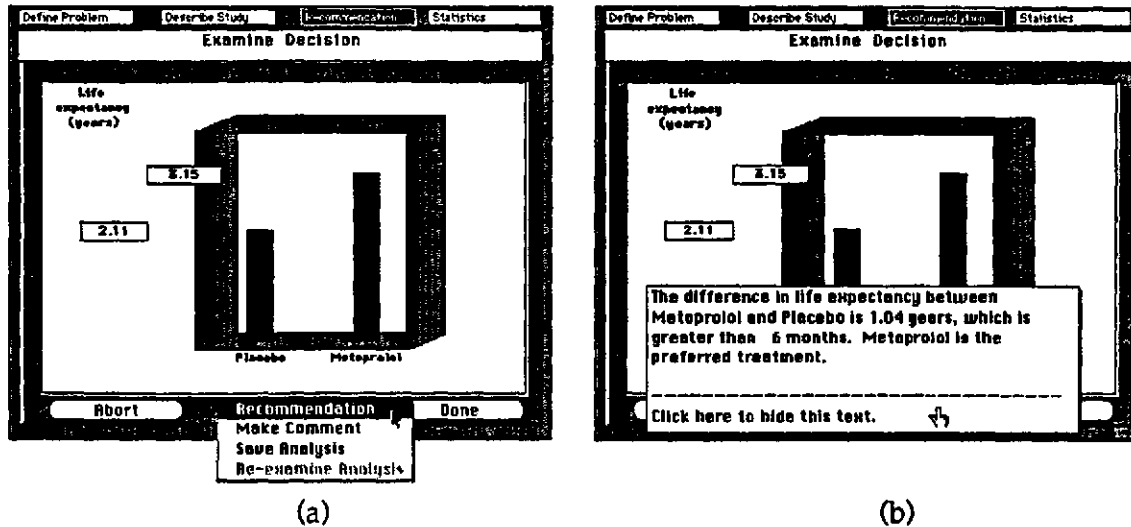 Define Problem Describe Study Recommendation Statistics
Examine Decision
Life
expectancy
(years)
3.15
2.11
Placebo Metoprolol
Abort Recommendation Done
Make Comment
Save Analysis
Re-examine Analysis
(a)
Define Problem Describe Study Recommendation Statistics
Examine Decision
Life
expectancy
(years)
3.15
2.11
The difference in life expectancy between
Metoprolol and Placebo is 1.04 years, which is
greater than 6 months. Metoprolol is the
preferred treatment.
Click here to hide this text.
(b)